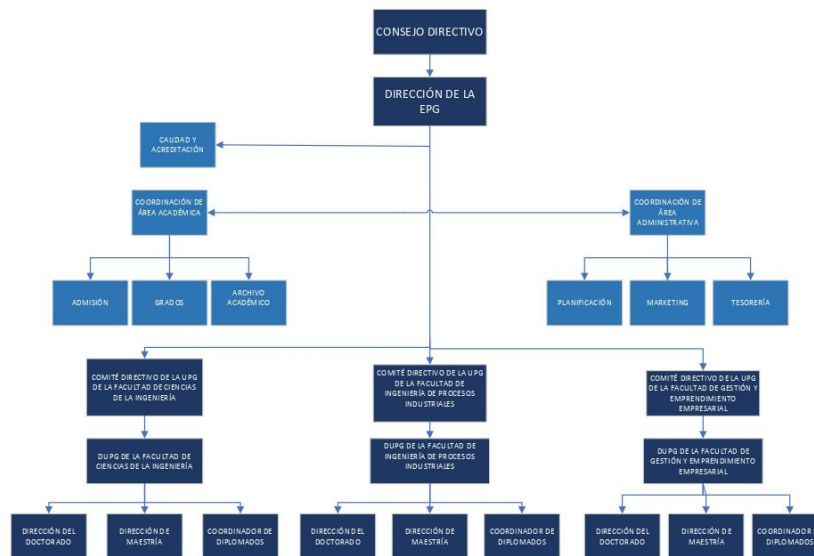 CONSEJO DIRECTIVO
DIRECCIÓN DE LA
EPG
CALIDAD Y
ACREDITACIÓN
COORDINACIÓN DE
ÁREA ACADÉMICA
COORDINACIÓN DE
ÁREA
ADMINISTRATIVA
ADMISIÓN
GRADOS
ARCHIVO
ACADÉMICO
PLANIFICACIÓN
MARKETING
TESORERÍA
COMITÉ DIRECTIVO DE LA UPG
DE LA FACULTAD DE CIENCIAS
DE LA INGENIERÍA
COMITÉ DIRECTIVO DE LA UPG
DE LA FACULTAD DE
INGENIERÍA DE PROCESOS
INDUSTRIALES
COMITÉ DIRECTIVO DE LA UPG
DE LA FACULTAD DE GESTIÓN Y
EMPRENDIMIENTO
EMPRESARIAL
DUPG DE LA FACULTAD DE
CIENCIAS DE LA INGENIERÍA
DUPG DE LA FACULTAD DE
INGENIERÍA DE PROCESOS
INDUSTRIALES
DUPG DE LA FACULTAD DE
GESTIÓN Y EMPRENDIMIENTO
EMPRESARIAL
DIRECCIÓN DEL
DOCTORADO
DIRECCIÓN DE
MAESTRÍA
COORDINADOR DE
DIPLOMADOS
DIRECCIÓN DEL
DOCTORADO
DIRECCIÓN DE
MAESTRÍA
COORDINADOR DE
DIPLOMADOS
DIRECCIÓN DEL
DOCTORADO
DIRECCIÓN DE
MAESTRÍA
COORDINADOR DE
DIPLOMADOS